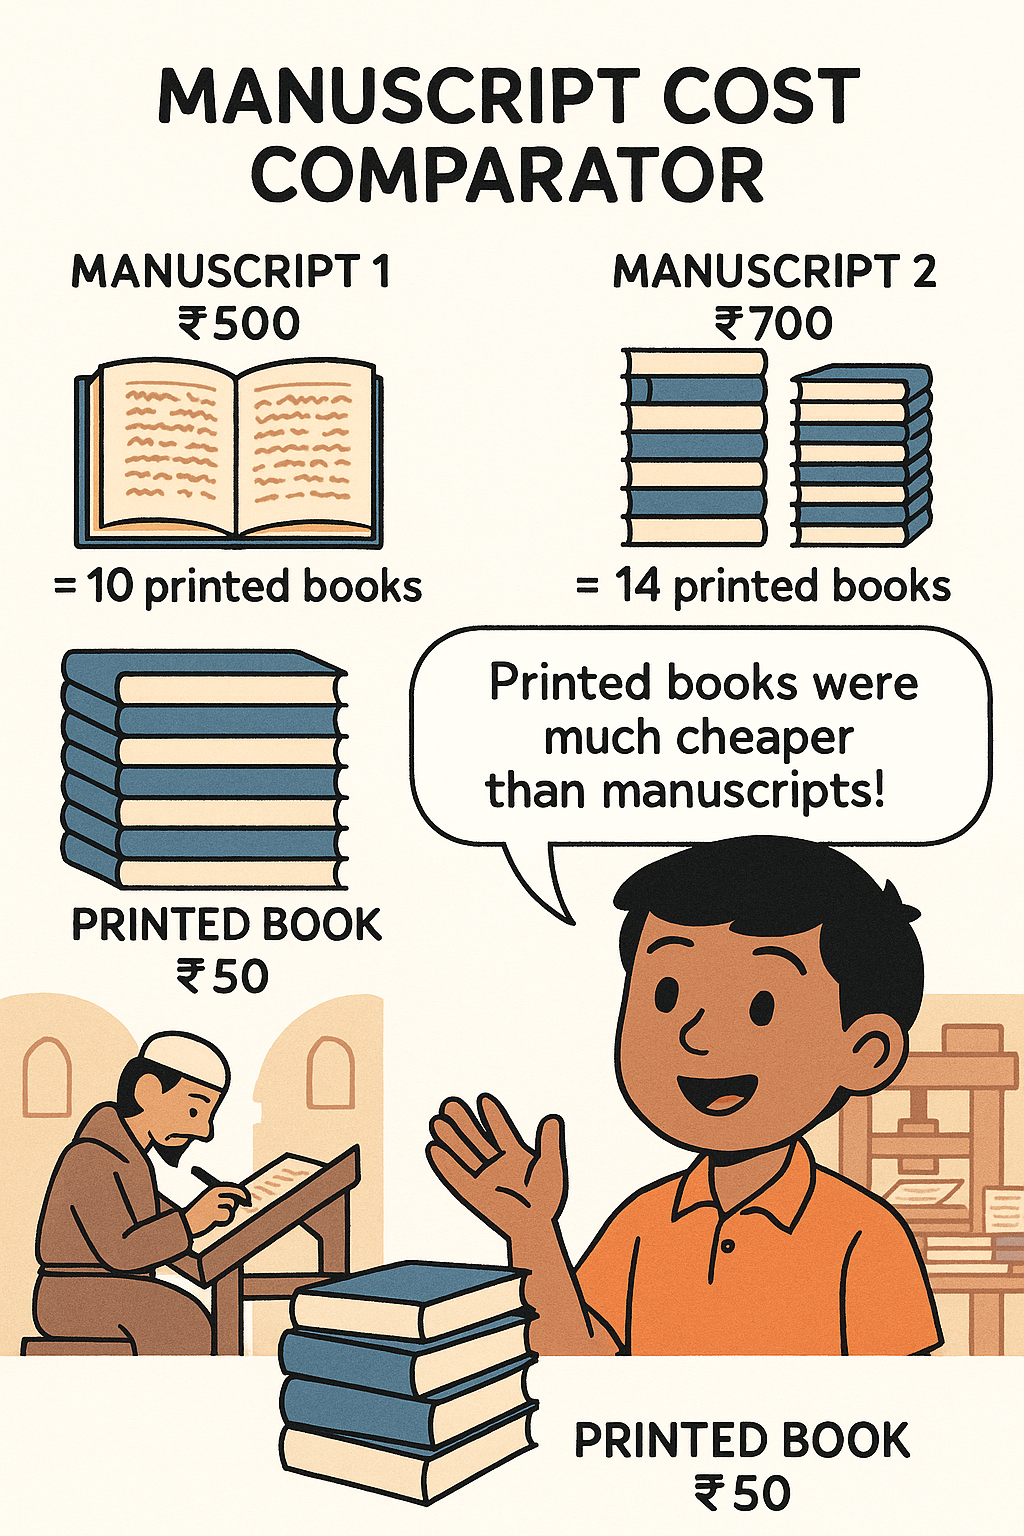 MANUSCRIPT COST
COMPARATOR
MANUSCRIPT 1
₹500
= 10 printed books
MANUSCRIPT 2
₹700
= 14 printed books
Printed books were
much cheaper
than manuscripts!
PRINTED BOOK
₹50
PRINTED BOOK
₹50